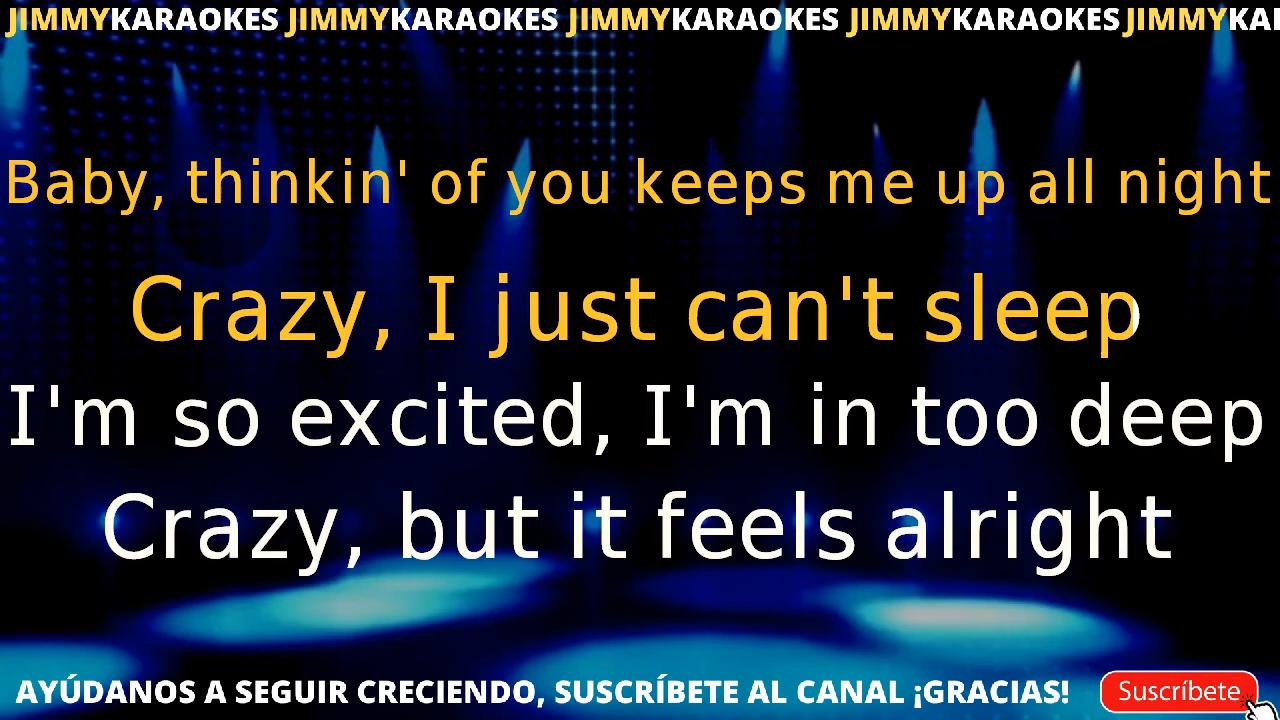 JIMMYKARAOKES JIMMYKARAOKES JIMMYKARAOKES JIMMYKARAOKES JIMMYKAI
Baby, thinkin' of you keeps me up all night
Crazy, I just can't sleep
I'm so excited, I'm in too deep
Crazy, but it feels alright
AYÚDANOS A SEGUIR CRECIENDO, SUSCRÍBETE AL CANAL ¡GRACIAS!
Suscríbete